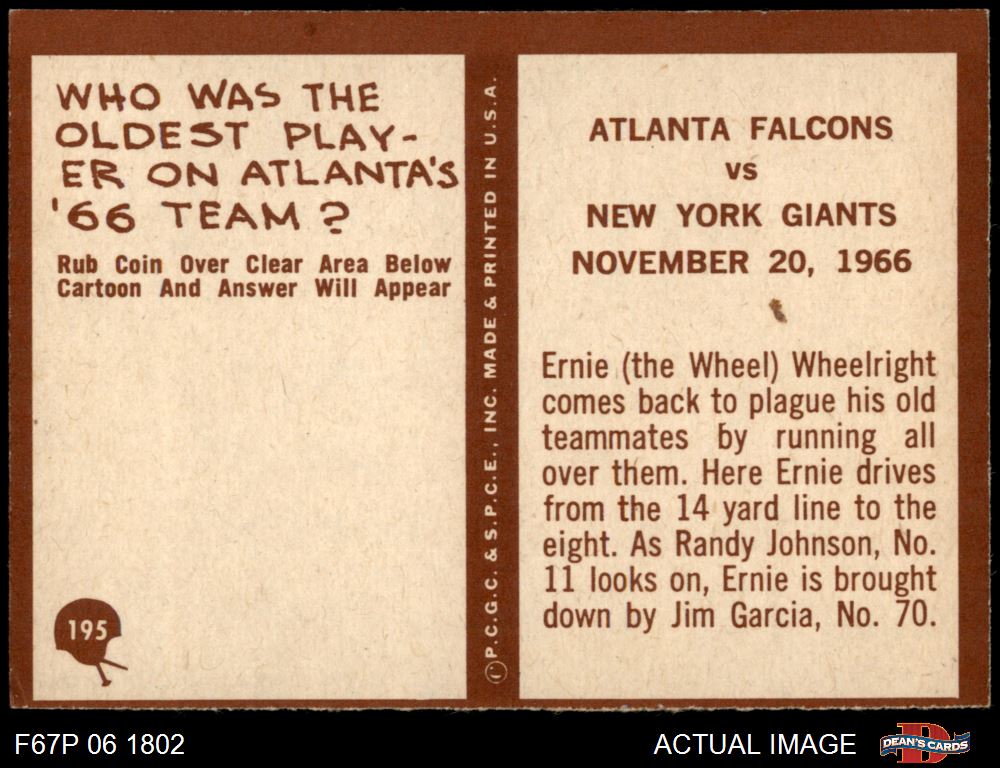 WHO WAS THE
OLDEST PLAY-
ER ON ATLANTA'S
'66 TEAM?
Rub Coin Over Clear Area Below
Cartoon And Answer Will Appear
195
© P.C.G.C. & S.P.C.E., INC. MADE & PRINTED IN U.S.A.
ATLANTA FALCONS
vs
NEW YORK GIANTS
NOVEMBER 20, 1966
Ernie (the Wheel) Wheelright
comes back to plague his old
teammates by running all
over them. Here Ernie drives
from the 14 yard line to the
eight. As Randy Johnson, No.
11 looks on, Ernie is brought
down by Jim Garcia, No. 70.
F67P 06 1802
ACTUAL IMAGE
D
DEAN'S CARDS